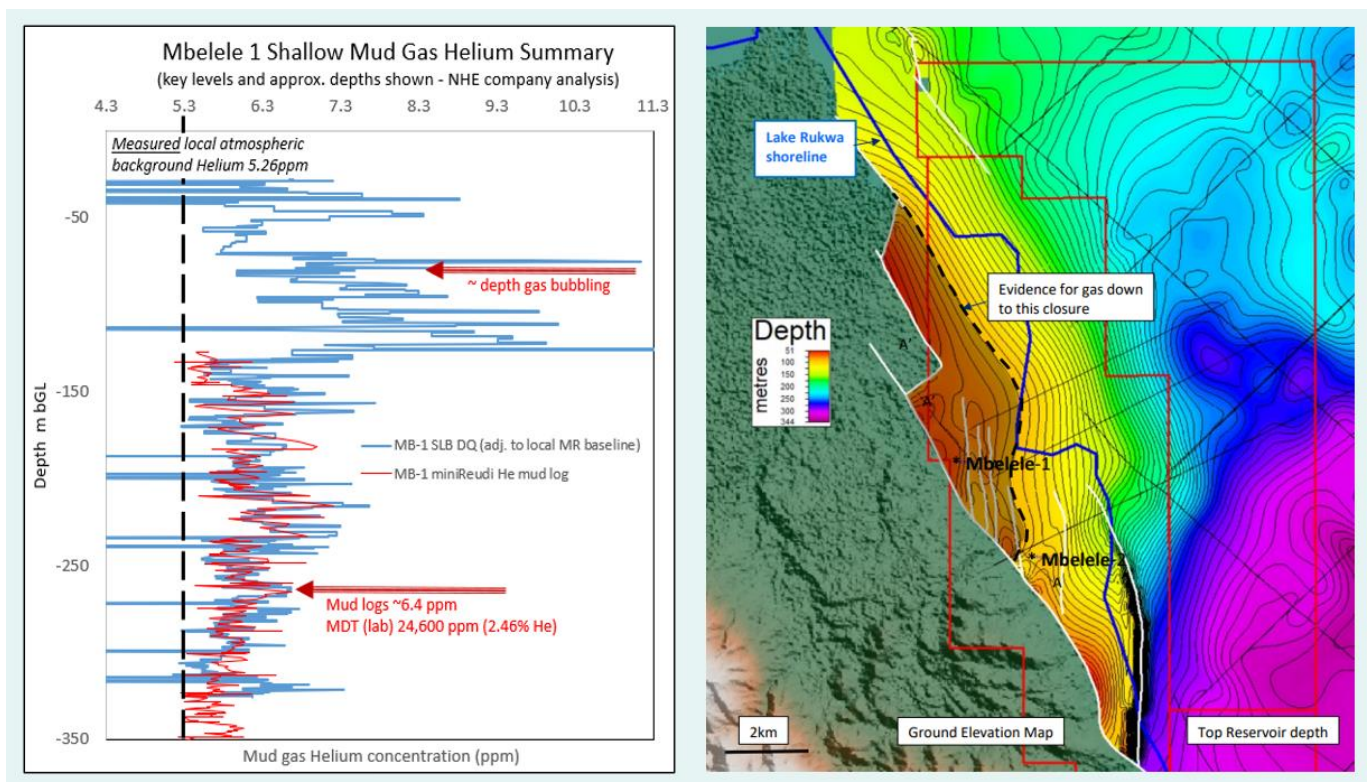 Mbelele 1 Shallow Mud Gas Helium Summary
(key levels and approx. depths shown - NHE company analysis)
4.3 5.3 6.3 7.3 8.3 9.3 10.3 11.3
Measured local atmospheric
background Helium 5.26ppm
-50
~ depth gas bubbling
-150
MB-1 SLB DQ (adj. to local MR baseline)
MB-1 miniReudi He mud log
Depth m bGL
-250
Mud logs ~6.4 ppm
MDT (lab) 24,600 ppm (2.46% He)
-350
Mud gas Helium concentration (ppm)
Lake Rukwa
shoreline
Evidence for gas down
to this closure
Depth
metres
51
100
150
200
250
300
344
A
A
* Mbelele-1
* Mbelele-2
A
2km
Ground Elevation Map
Top Reservoir depth